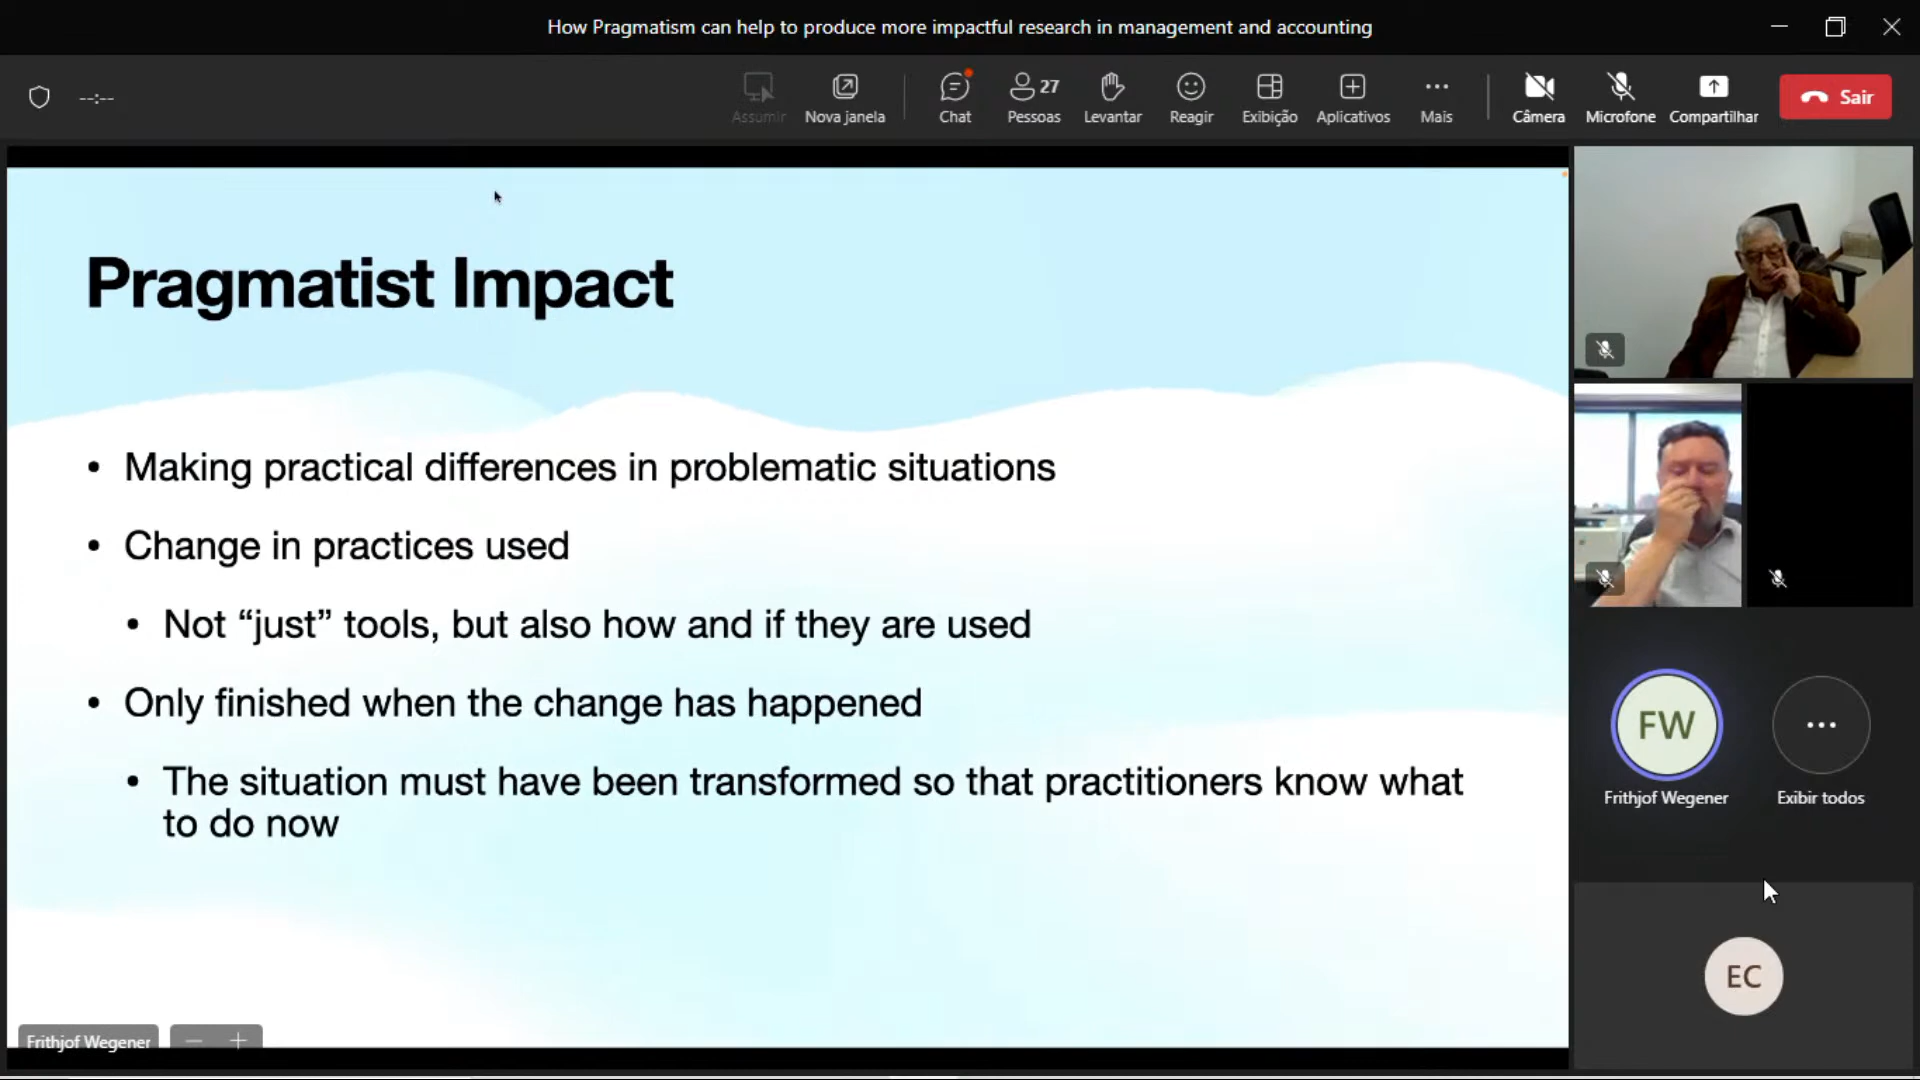 How Pragmatism can help to produce more impactful research in management and accounting
--:--
Assumir
Nova janela
Chat
27
Pessoas
Levantar
Reagir
Exibição
Aplicativos
Mais
Câmera
Microfone
Compartilhar
Sair
Pragmatist Impact
• Making practical differences in problematic situations
• Change in practices used
• Not “just” tools, but also how and if they are used
• Only finished when the change has happened
• The situation must have been transformed so that practitioners know what
to do now
Frithjof Wegener
FW
Frithjof Wegener
Exibir todos
EC